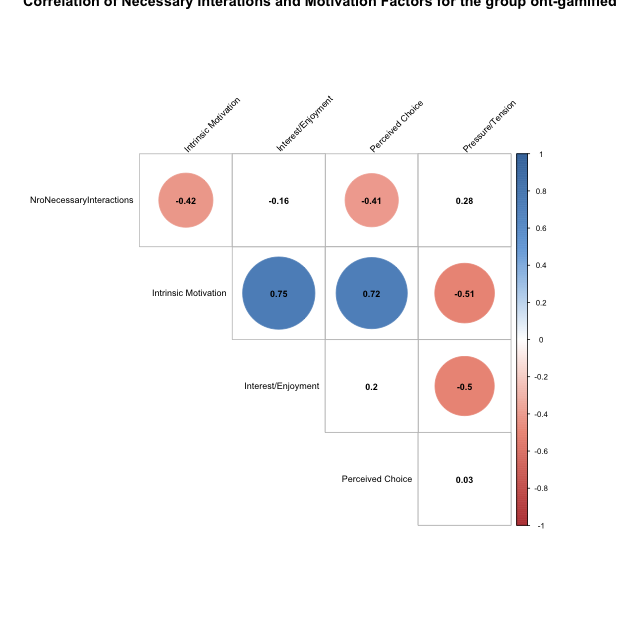 Correlation of Necessary Interations and Motivation Factors for the group ont-gamified
Intrinsic Motivation
Interest/Enjoyment
Perceived Choice
Pressure/Tension
NroNecessaryInteractions -0.42 -0.16 -0.41 0.28
Intrinsic Motivation 0.75 0.72 -0.51
Interest/Enjoyment 0.2 -0.5
Perceived Choice 0.03
1
0.8
0.6
0.4
0.2
0
-0.2
-0.4
-0.6
-0.8
-1